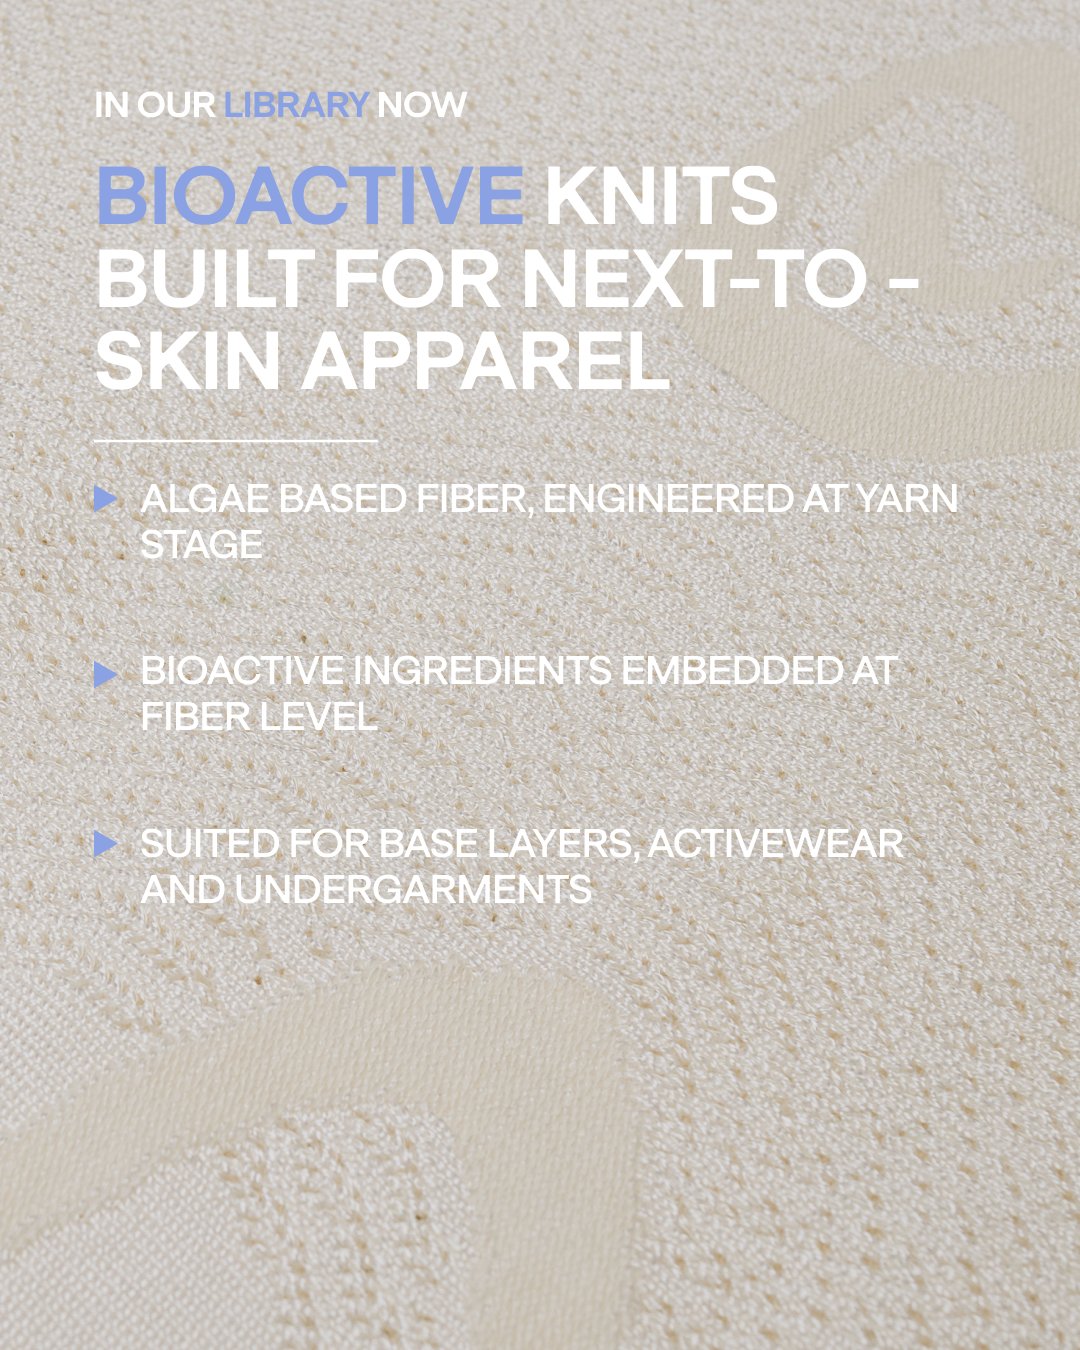 IN OUR LIBRARY NOW
BIOACTIVE KNITS
BUILT FOR NEXT-TO -
SKIN APPAREL
ALGAE BASED FIBER, ENGINEERED AT YARN
STAGE
BIOACTIVE INGREDIENTS EMBEDDED AT
FIBER LEVEL
SUITED FOR BASE LAYERS, ACTIVEWEAR
AND UNDERGARMENTS